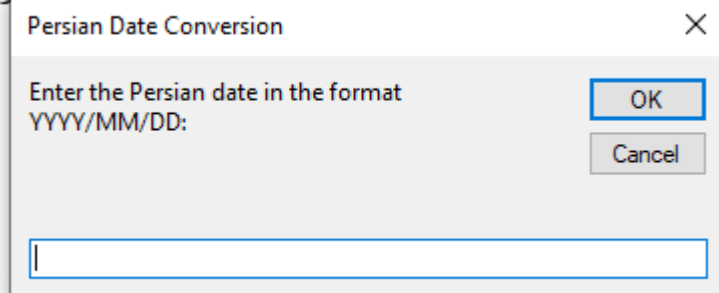 Persian Date Conversion
Enter the Persian date in the format
YYYY/MM/DD:
OK
Cancel